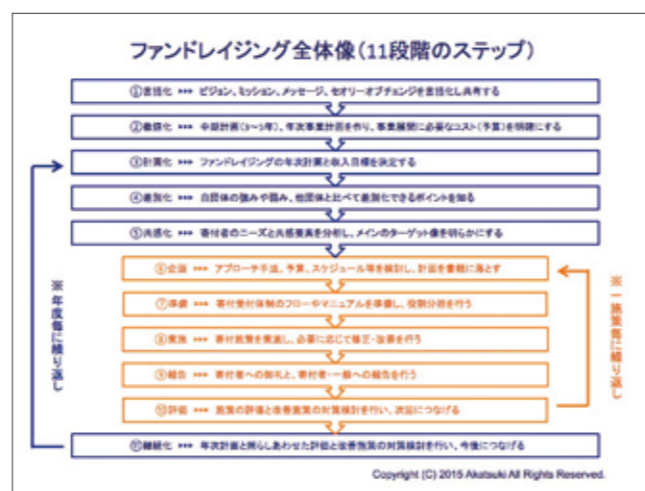 ファンドレイジング全体像(11段階のステップ)
①言語化 ➾ ビジョン、ミッション、メッセージ、セオリーオブチェンジを言語化し共有する
②数値化 ➾ 中期計画(3~5年)、年次事業計画を作り、事業展開に必要なコスト(予算)を明確にする
③計画化 ➾ ファンドレイジングの年次計画と収入目標を決定する
④差別化 ➾ 自団体の強みや弱み、他団体と比べて差別化できるポイントを知る
⑤共感化 ➾ 寄付者のニーズと共感要素を分析し、メインのターゲット像を明らかにする
⑥企画 ➾ アプローチ手法、予算、スケジュール等を検討し、計画を書類に落とす
⑦準備 ➾ 寄付受付体制のフローやマニュアルを準備し、役割分担を行う
⑧実施 ➾ 寄付施策を実施し、必要に応じて修正・改善を行う
⑨報告 ➾ 寄付者への御礼と、寄付者・一般への報告を行う
⑩評価 ➾ 施策の評価と改善施策の対策検討を行い、次回につなげる
⑪継続化 ➾ 年次計画と照らしあわせた評価と改善施策の対策検討を行い、今後につなげる
※年度毎に繰り返し
※一施策毎に繰り返し
Copyright (C) 2015 Akatsuki All Rights Reserved.